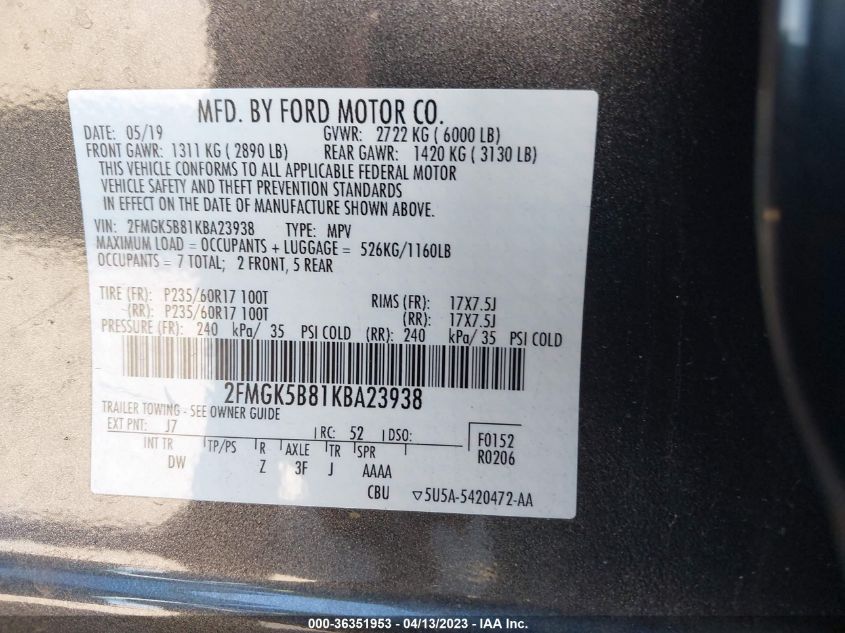 MFD. BY FORD MOTOR CO.
DATE: 05/19 GVWR: 2722 KG ( 6000 LB)
FRONT GAWR: 1311 KG ( 2890 LB) REAR GAWR: 1420 KG ( 3130 LB)
THIS VEHICLE CONFORMS TO ALL APPLICABLE FEDERAL MOTOR
VEHICLE SAFETY AND THEFT PREVENTION STANDARDS
IN EFFECT ON THE DATE OF MANUFACTURE SHOWN ABOVE.
VIN: 2FMGK5B81KBA23938 TYPE: MPV
MAXIMUM LOAD = OCCUPANTS + LUGGAGE = 526KG/1160LB
OCCUPANTS = 7 TOTAL; 2 FRONT, 5 REAR
TIRE (FR): P235/60R17 100T RIMS (FR): 17X7.5J
(RR): P235/60R17 100T (RR): 17X7.5J
PRESSURE (FR): 240 kPa/ 35 PSI COLD (RR): 240 kPa/ 35 PSI COLD
2FMGK5B81KBA23938
TRAILER TOWING - SEE OWNER GUIDE
EXT PNT: J7 RC: 52 DSO: F0152
INT TR TP/PS R AXLE TR SPR R0206
DW Z 3F J AAAA
CBU ▽5U5A-5420472-AA
000-36351953 - 04/13/2023 - 1519527